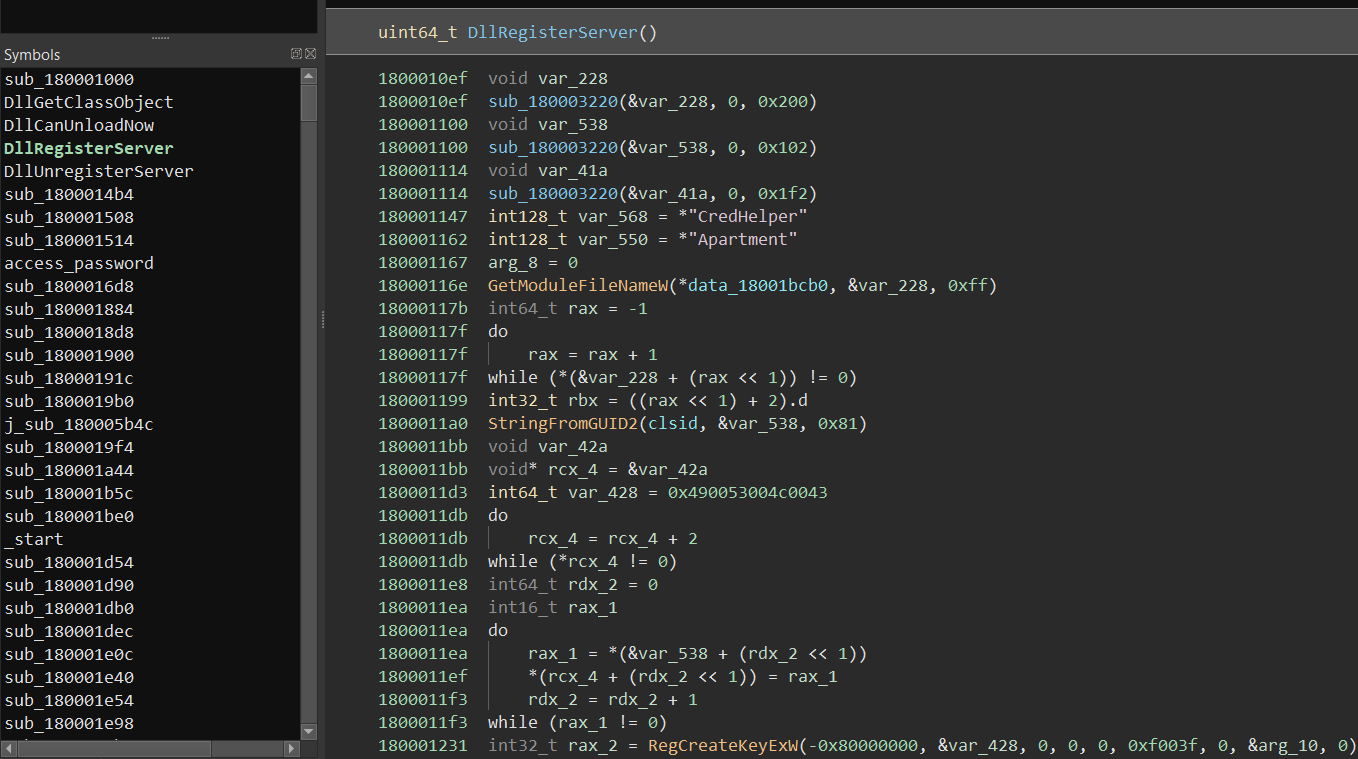 Symbols
sub_180001000
DllGetClassObject
DllCanUnloadNow
DllRegisterServer
DllUnregisterServer
sub_1800014b4
sub_180001508
sub_180001514
access_password
sub_1800016d8
sub_180001884
sub_1800018d8
sub_180001900
sub_18000191c
sub_1800019b0
j_sub_180005b4c
sub_1800019f4
sub_180001a44
sub_180001b5c
sub_180001be0
_start
sub_180001d54
sub_180001d90
sub_180001db0
sub_180001dec
sub_180001e0c
sub_180001e40
sub_180001e54
sub_180001e98
uint64_t DllRegisterServer()
1800010ef  void var_228
1800010ef  sub_180003220(&var_228, 0, 0x200)
180001100  void var_538
180001100  sub_180003220(&var_538, 0, 0x102)
180001114  void var_41a
180001114  sub_180003220(&var_41a, 0, 0x1f2)
180001147  int128_t var_568 = *"CredHelper"
180001162  int128_t var_550 = *"Apartment"
180001167  arg_8 = 0
18000116e  GetModuleFileNameW(*data_18001bcb0, &var_228, 0xff)
18000117b  int64_t rax = -1
18000117f  do
18000117f      rax = rax + 1
18000117f  while (*(&var_228 + (rax << 1)) != 0)
180001199  int32_t rbx = ((rax << 1) + 2).d
1800011a0  StringFromGUID2(clsid, &var_538, 0x81)
1800011bb  void var_42a
1800011bb  void* rcx_4 = &var_42a
1800011d3  int64_t var_428 = 0x490053004c0043
1800011db  do
1800011db      rcx_4 = rcx_4 + 2
1800011db  while (*rcx_4 != 0)
1800011e8  int64_t rdx_2 = 0
1800011ea  int16_t rax_1
1800011ea  do
1800011ea      rax_1 = *(&var_538 + (rdx_2 << 1))
1800011ef      *(rcx_4 + (rdx_2 << 1)) = rax_1
1800011f3      rdx_2 = rdx_2 + 1
1800011f3  while (rax_1 != 0)
180001231  int32_t rax_2 = RegCreateKeyExW(-0x80000000, &var_428, 0, 0, 0, 0xf003f, 0, &arg_10, 0)